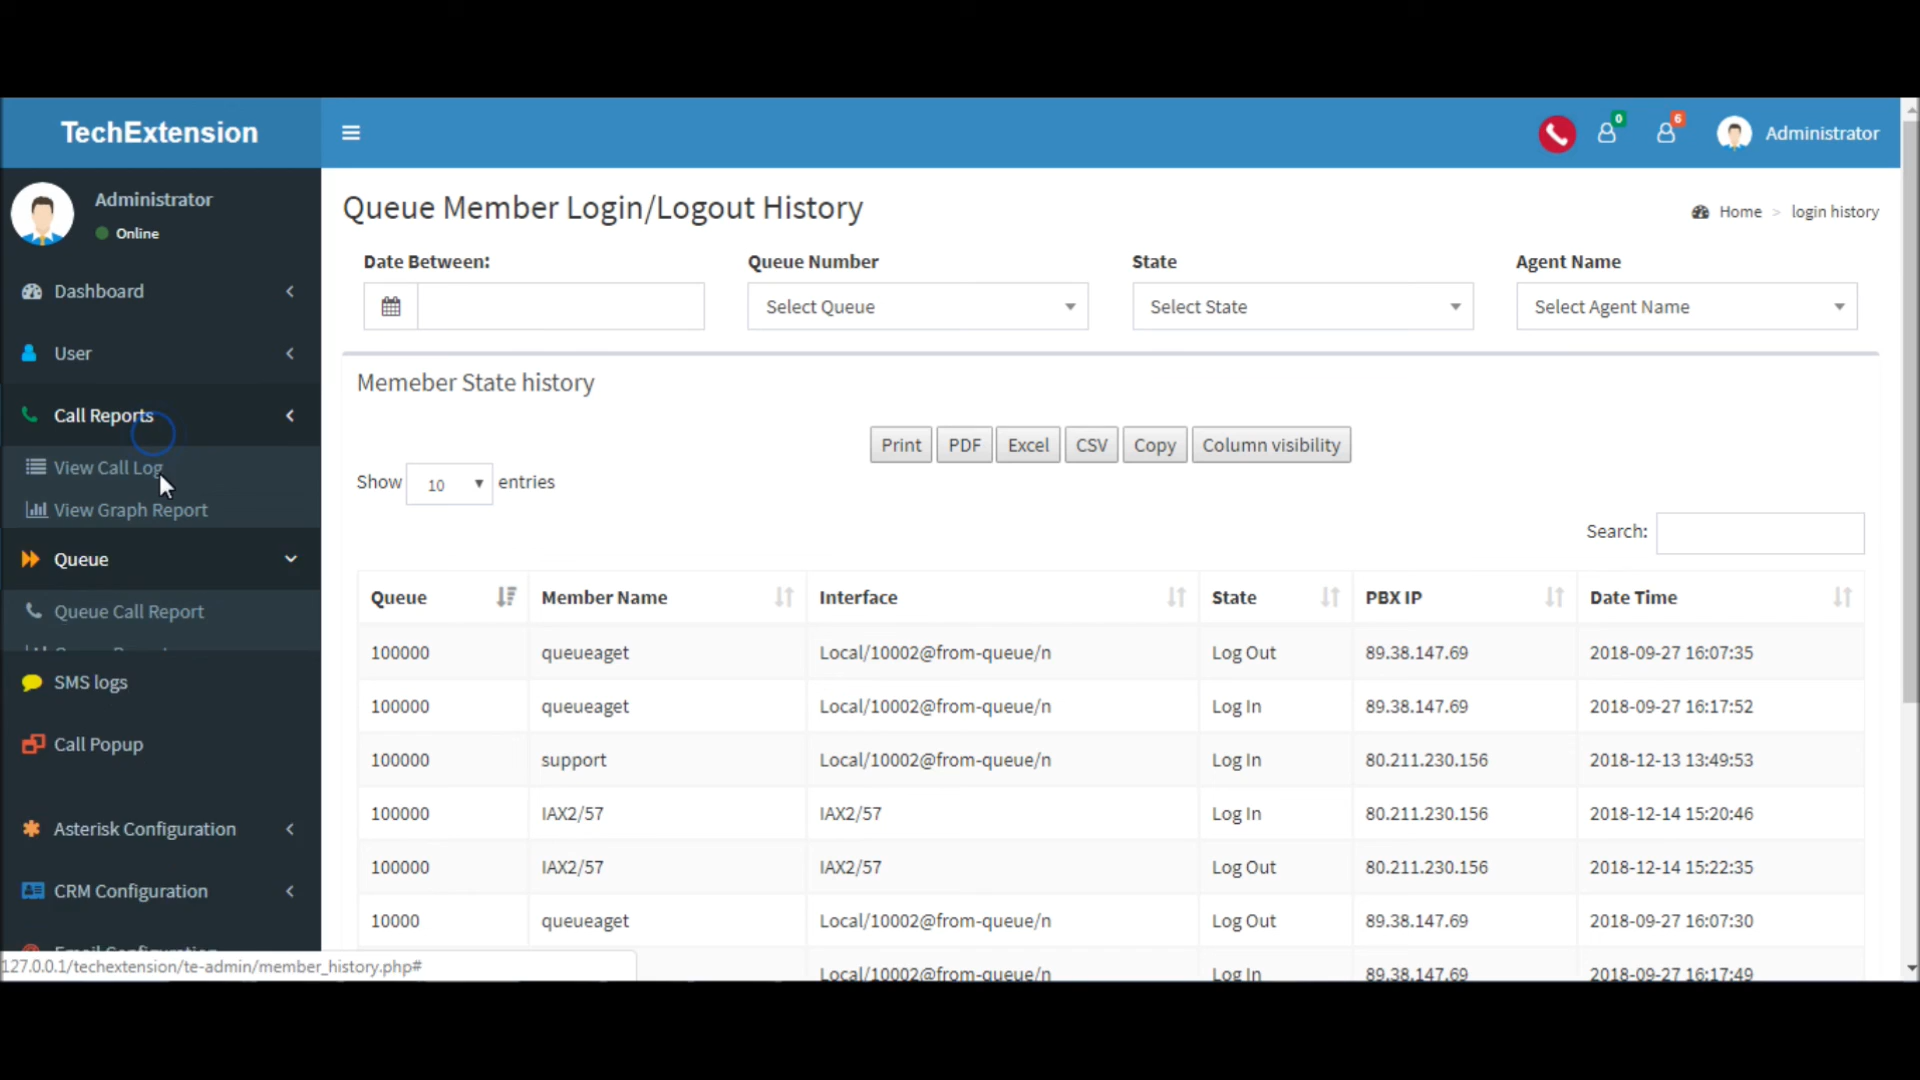 TechExtension
0
6
Administrator
Administrator
Online
Dashboard
User
Call Reports
View Call Log
View Graph Report
Queue
Queue Call Report
SMS logs
Call Popup
Asterisk Configuration
CRM Configuration
Email Configuration
127.0.0.1/techextension/te-admin/member_history.php#
Queue Member Login/Logout History
Home > login history
Date Between: Queue Number State Agent Name
Select Queue Select State Select Agent Name
Memeber State history
Print PDF Excel CSV Copy Column visibility
Show 10 entries
Search:
Queue Member Name Interface State PBX IP Date Time
100000 queueaget Local/10002@from-queue/n Log Out 89.38.147.69 2018-09-27 16:07:35
100000 queueaget Local/10002@from-queue/n Log In 89.38.147.69 2018-09-27 16:17:52
100000 support Local/10002@from-queue/n Log In 80.211.230.156 2018-12-13 13:49:53
100000 IAX2/57 IAX2/57 Log In 80.211.230.156 2018-12-14 15:20:46
100000 IAX2/57 IAX2/57 Log Out 80.211.230.156 2018-12-14 15:22:35
10000 queueaget Local/10002@from-queue/n Log Out 89.38.147.69 2018-09-27 16:07:30
Local/10002@from-queue/n Log In 89.38.147.69 2018-09-27 16:17:49